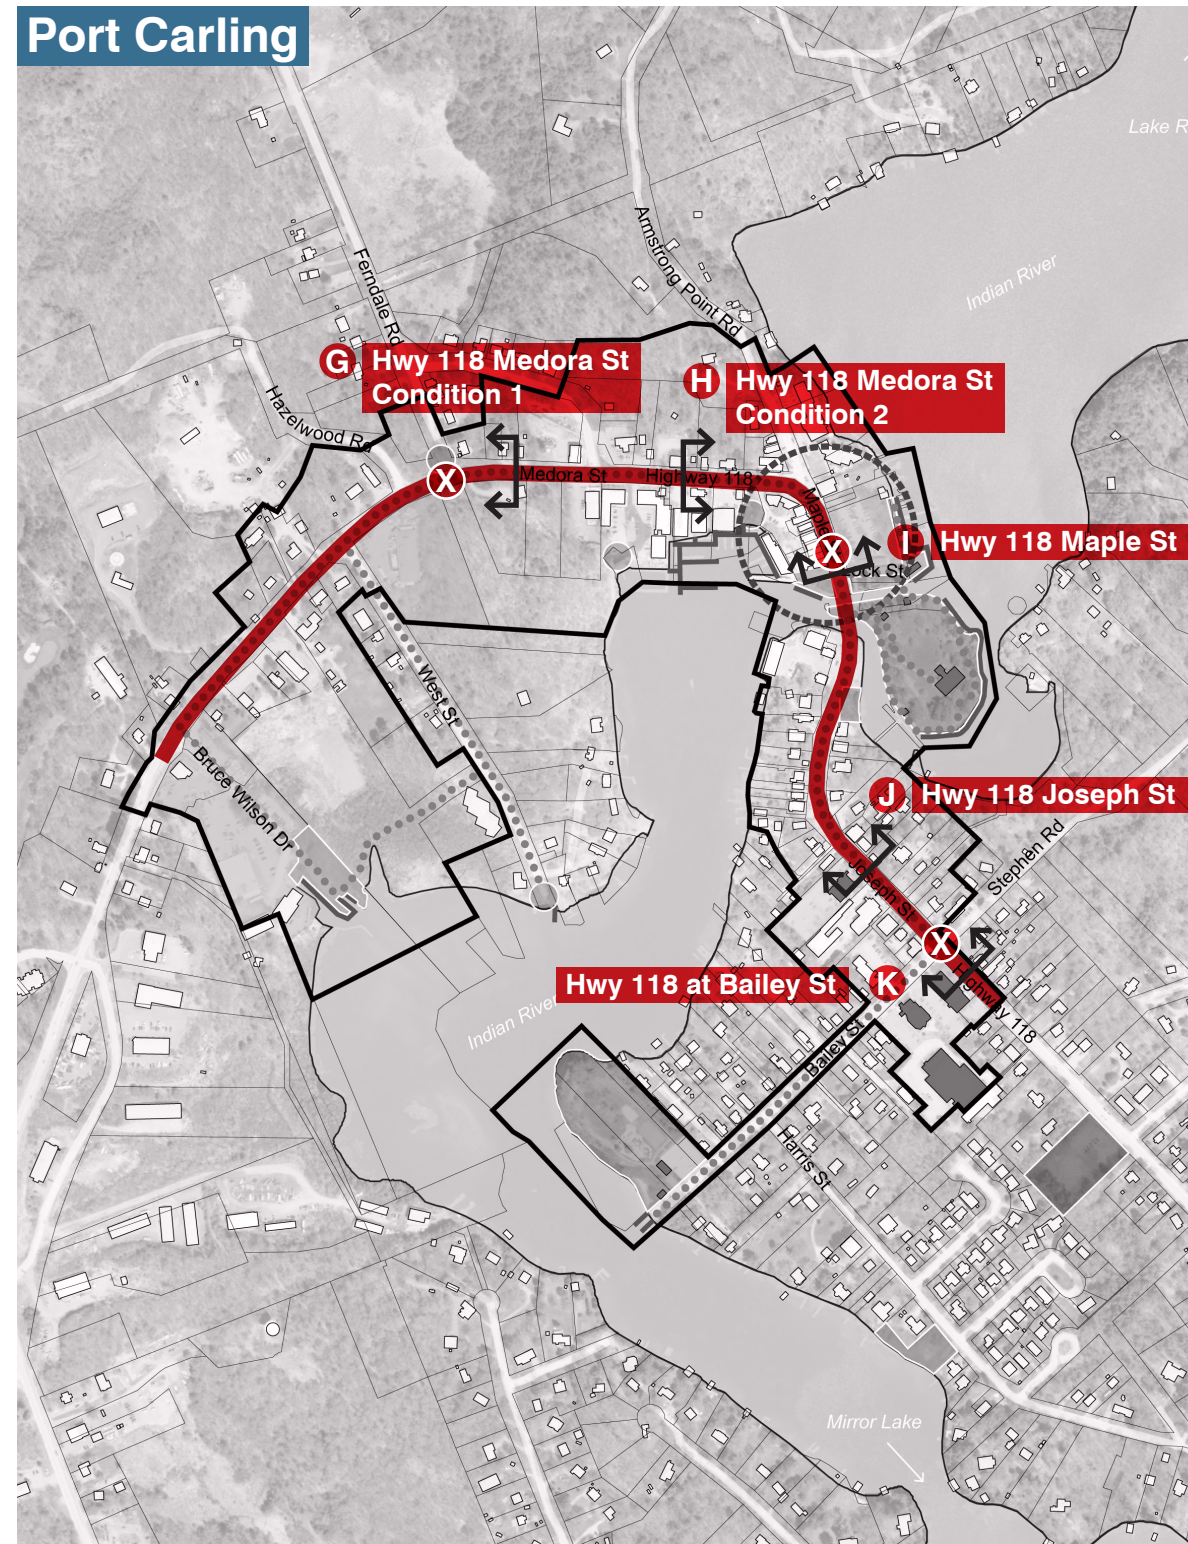 Port Carling
Lake R
Indian River
Armstrong Point Rd
Ferndale Rd
G
Hwy 118 Medora St
Condition 1
H
Hwy 118 Medora St
Condition 2
Hazelwood Rd
X
Medora St
Highway 118
Maple
X
I
Hwy 118 Maple St
Lock St
West St
Bruce Wilson Dr
J
Hwy 118 Joseph St
Stephen Rd
Joseph St
X
Hwy 118 at Bailey St
K
Highway 118
Indian River
Bailey St
Harris St
Mirror Lake